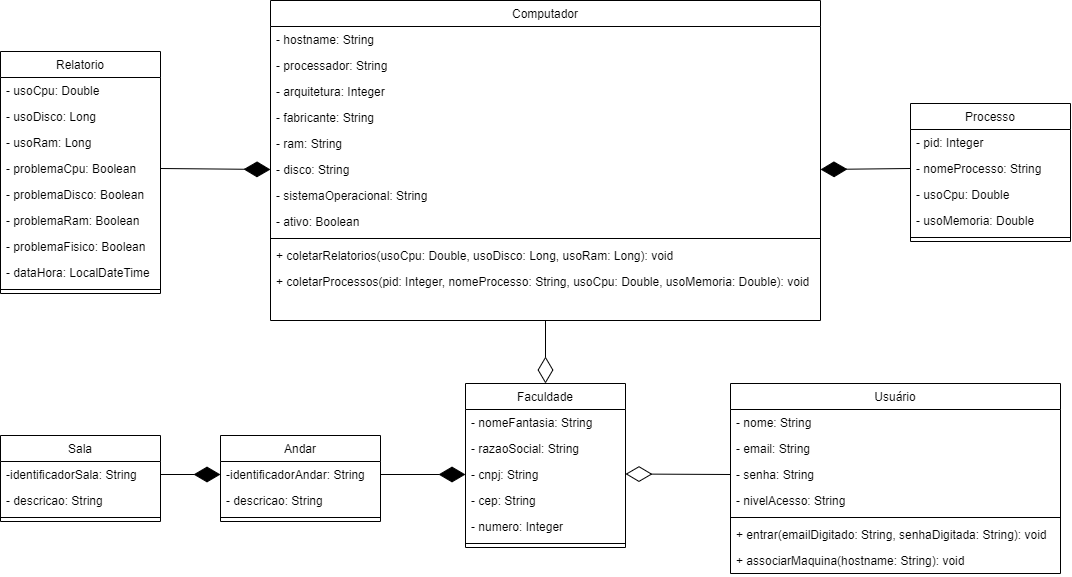 Computador
- hostname: String
- processador: String
- arquitetura: Integer
- fabricante: String
- ram: String
- disco: String
- sistemaOperacional: String
- ativo: Boolean
+ coletarRelatorios(usoCpu: Double, usoDisco: Long, usoRam: Long): void
+ coletarProcessos(pid: Integer, nomeProcesso: String, usoCpu: Double, usoMemoria: Double): void
Relatorio
- usoCpu: Double
- usoDisco: Long
- usoRam: Long
- problemaCpu: Boolean
- problemaDisco: Boolean
- problemaRam: Boolean
- problemaFisico: Boolean
- dataHora: LocalDateTime
Processo
- pid: Integer
- nomeProcesso: String
- usoCpu: Double
- usoMemoria: Double
Sala
-identificadorSala: String
- descricao: String
Andar
-identificadorAndar: String
- descricao: String
Faculdade
- nomeFantasia: String
- razaoSocial: String
- cnpj: String
- cep: String
- numero: Integer
Usuário
- nome: String
- email: String
- senha: String
- nivelAcesso: String
+ entrar(emailDigitado: String, senhaDigitada: String): void
+ associarMaquina(hostname: String): void